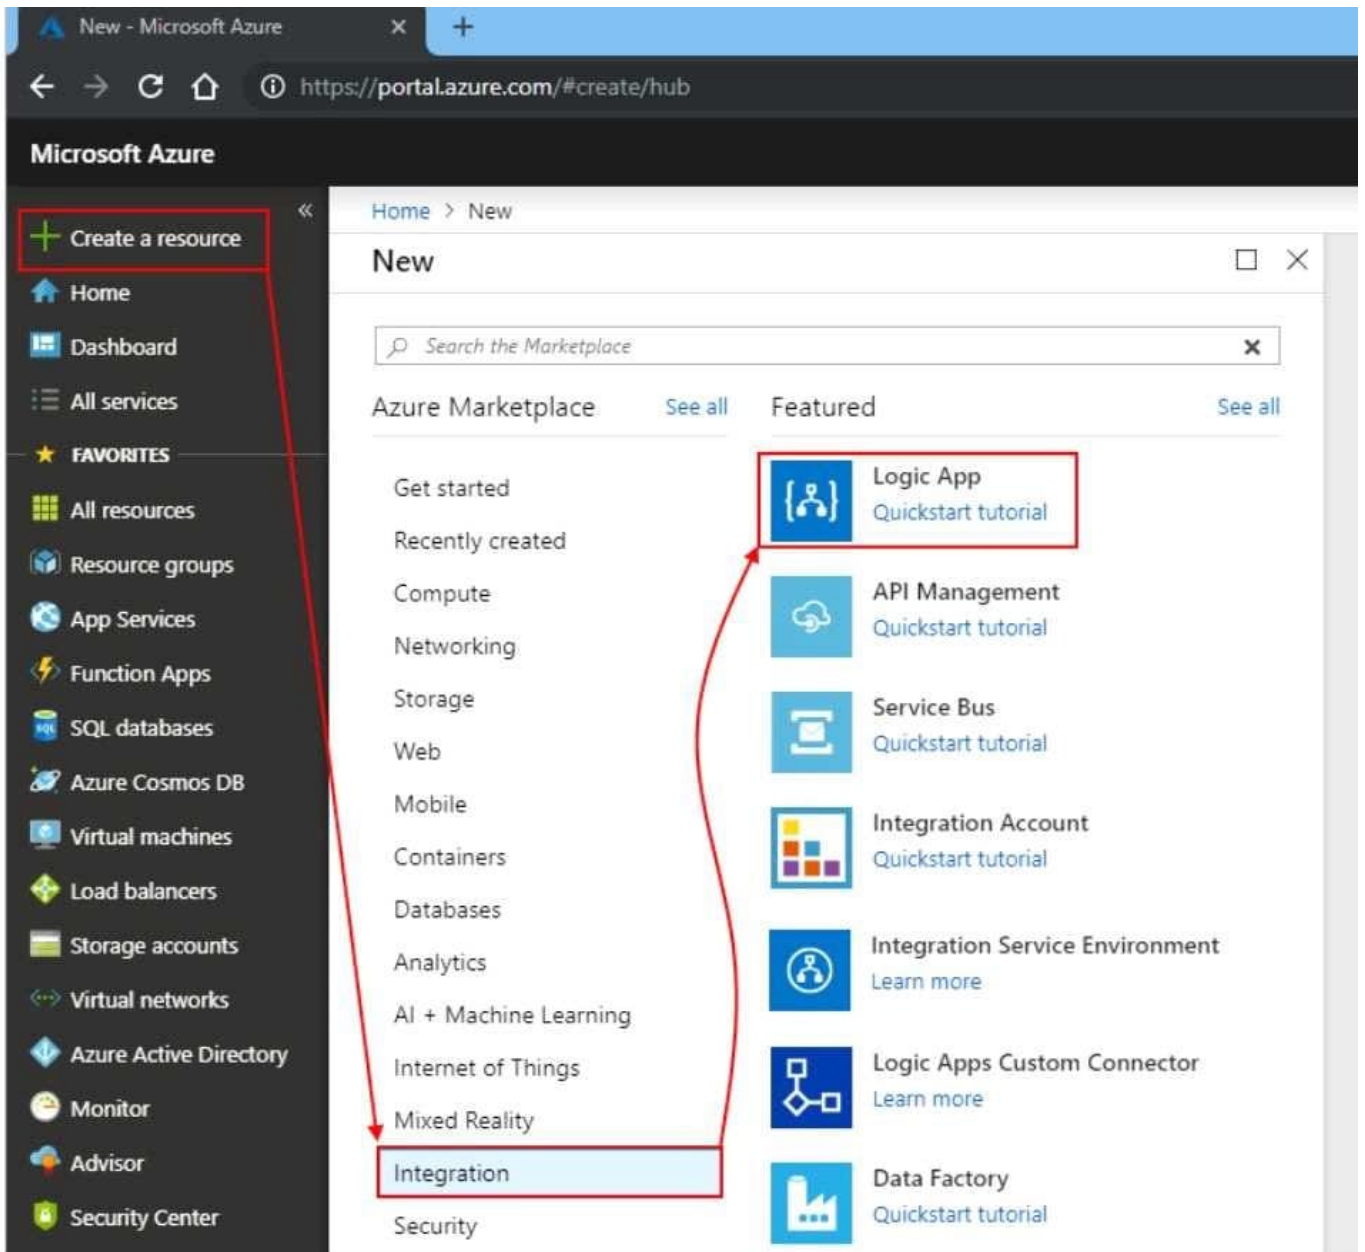 New - Microsoft Azure
https://portal.azure.com/#create/hub
Microsoft Azure
Create a resource
Home
Dashboard
All services
FAVORITES
All resources
Resource groups
App Services
Function Apps
SQL databases
Azure Cosmos DB
Virtual machines
Load balancers
Storage accounts
Virtual networks
Azure Active Directory
Monitor
Advisor
Security Center
Home > New
New
Search the Marketplace
Azure Marketplace See all
Get started
Recently created
Compute
Networking
Storage
Web
Mobile
Containers
Databases
Analytics
AI + Machine Learning
Internet of Things
Mixed Reality
Integration
Security
Featured See all
Logic App
Quickstart tutorial
API Management
Quickstart tutorial
Service Bus
Quickstart tutorial
Integration Account
Quickstart tutorial
Integration Service Environment
Learn more
Logic Apps Custom Connector
Learn more
Data Factory
Quickstart tutorial